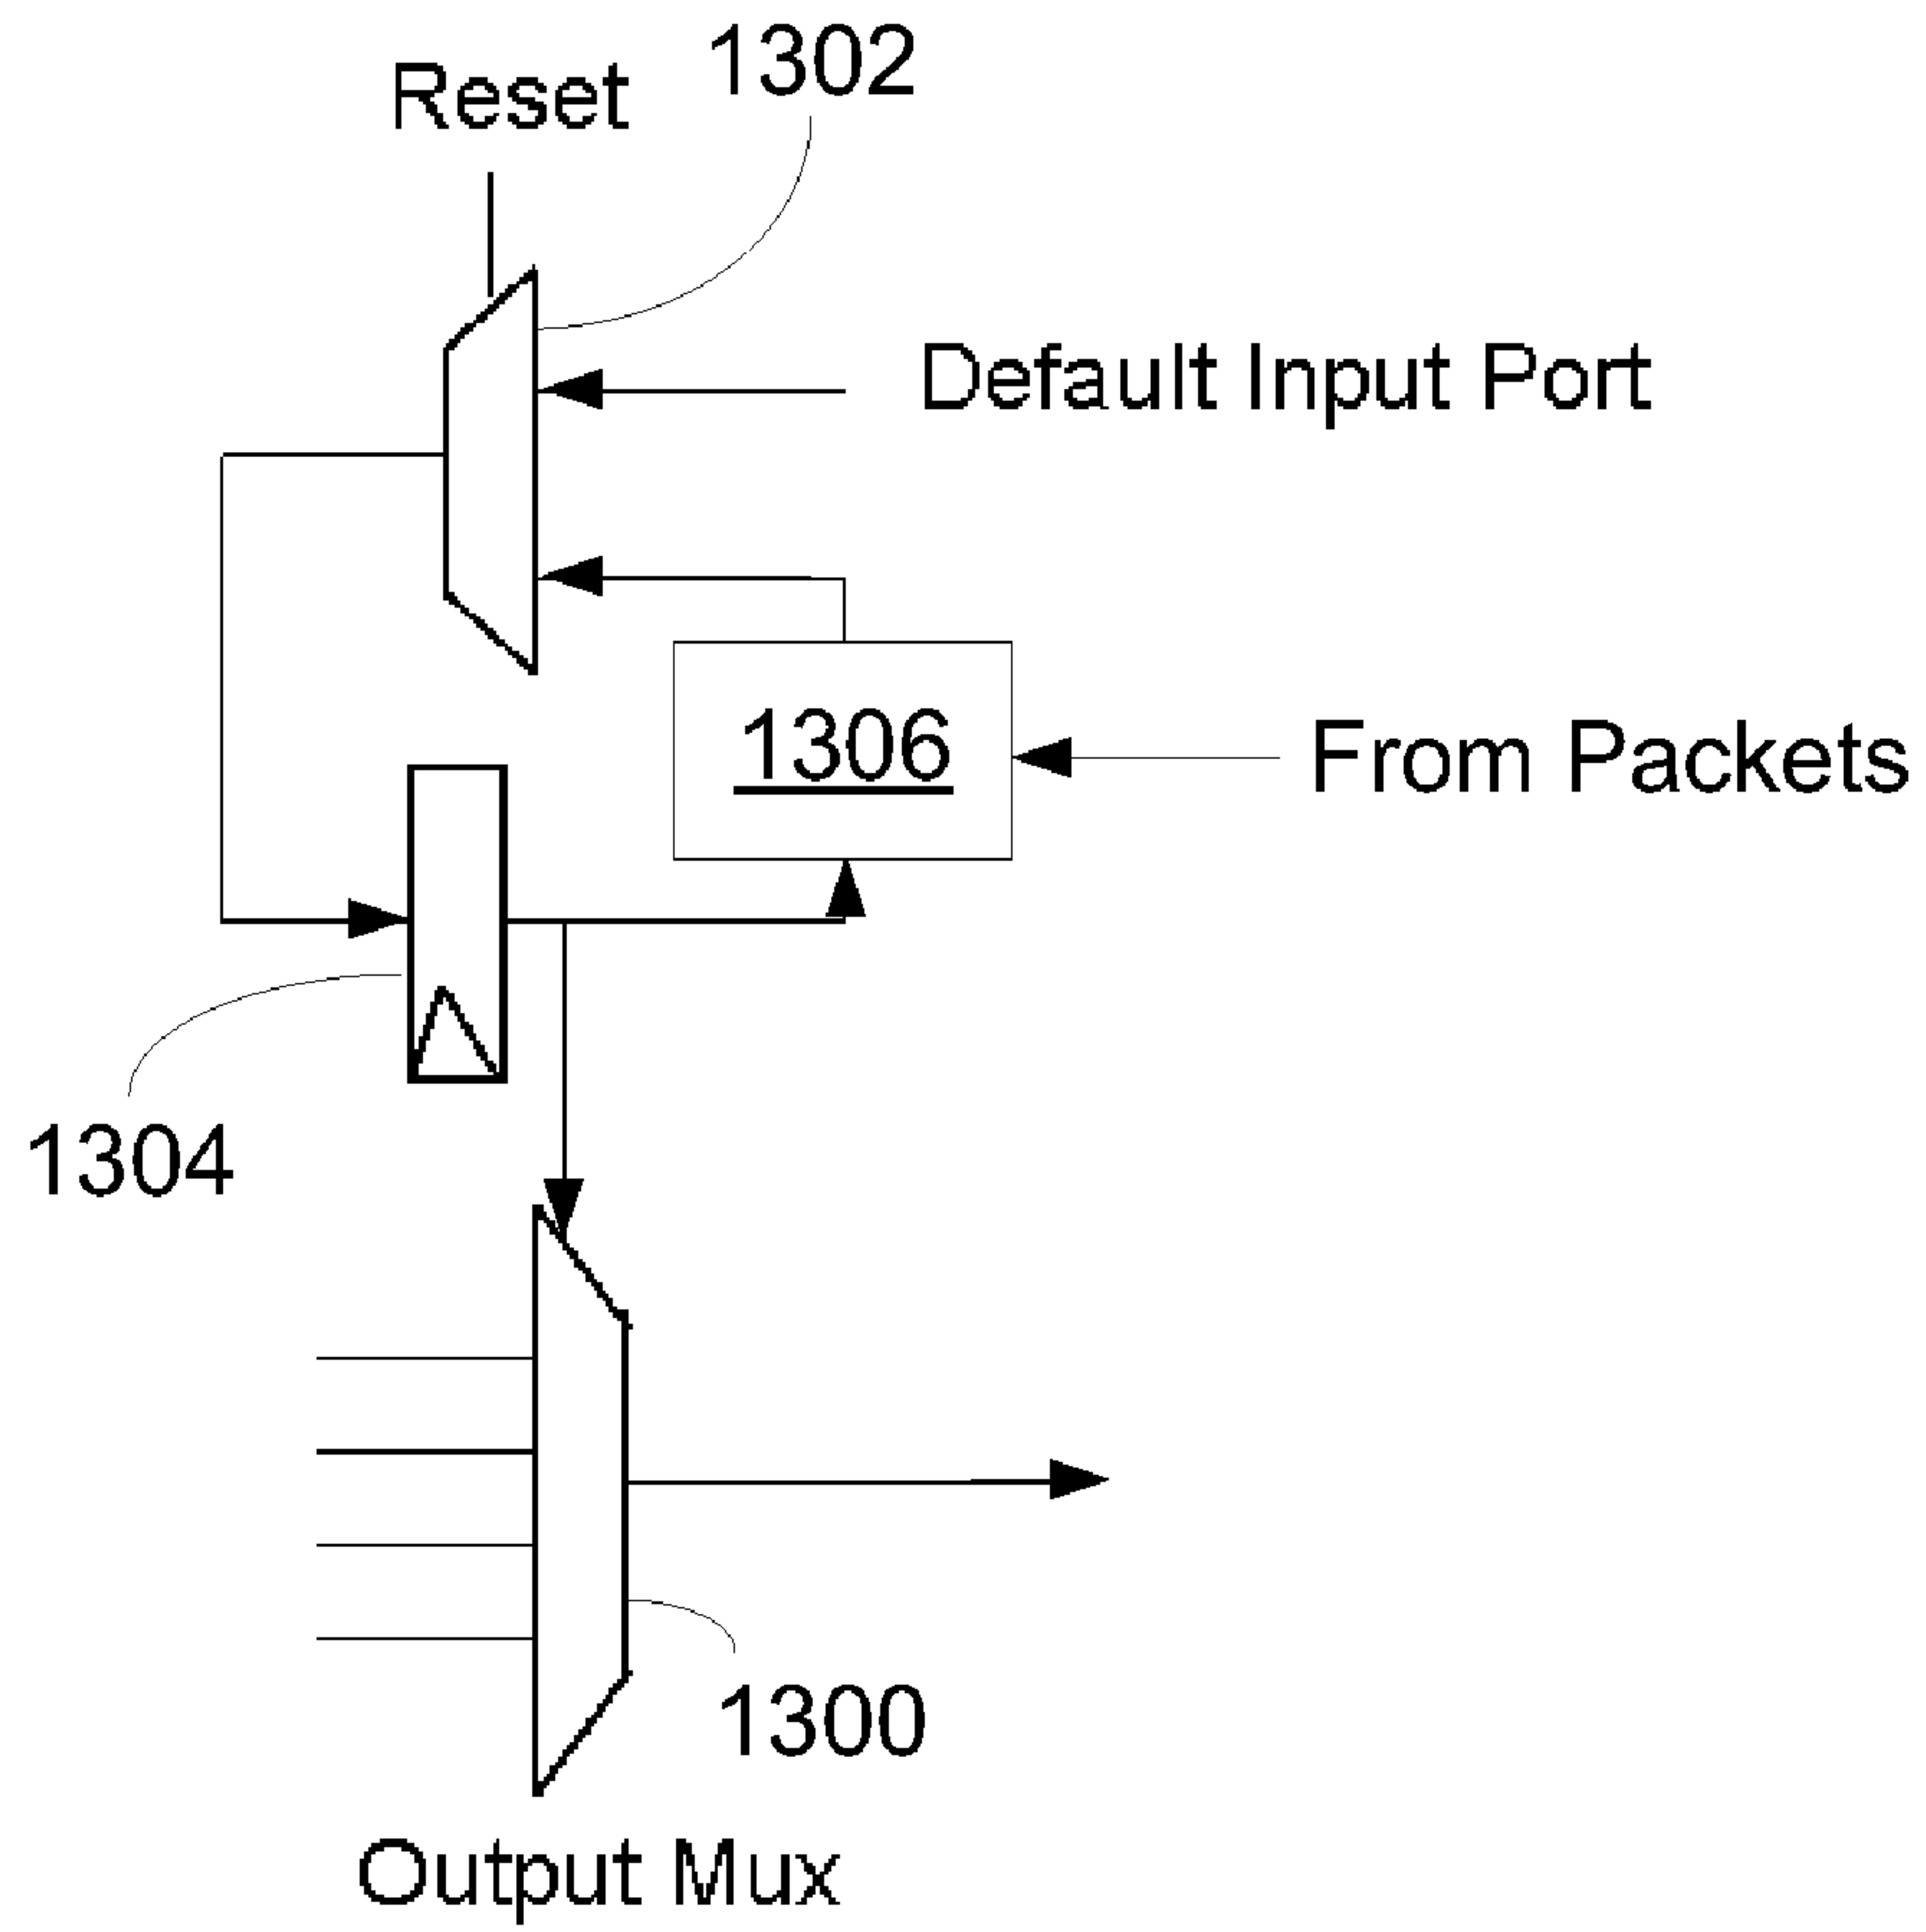 1302
Reset
Default Input Port
1306
From Packets
1304
1300
Output Mux